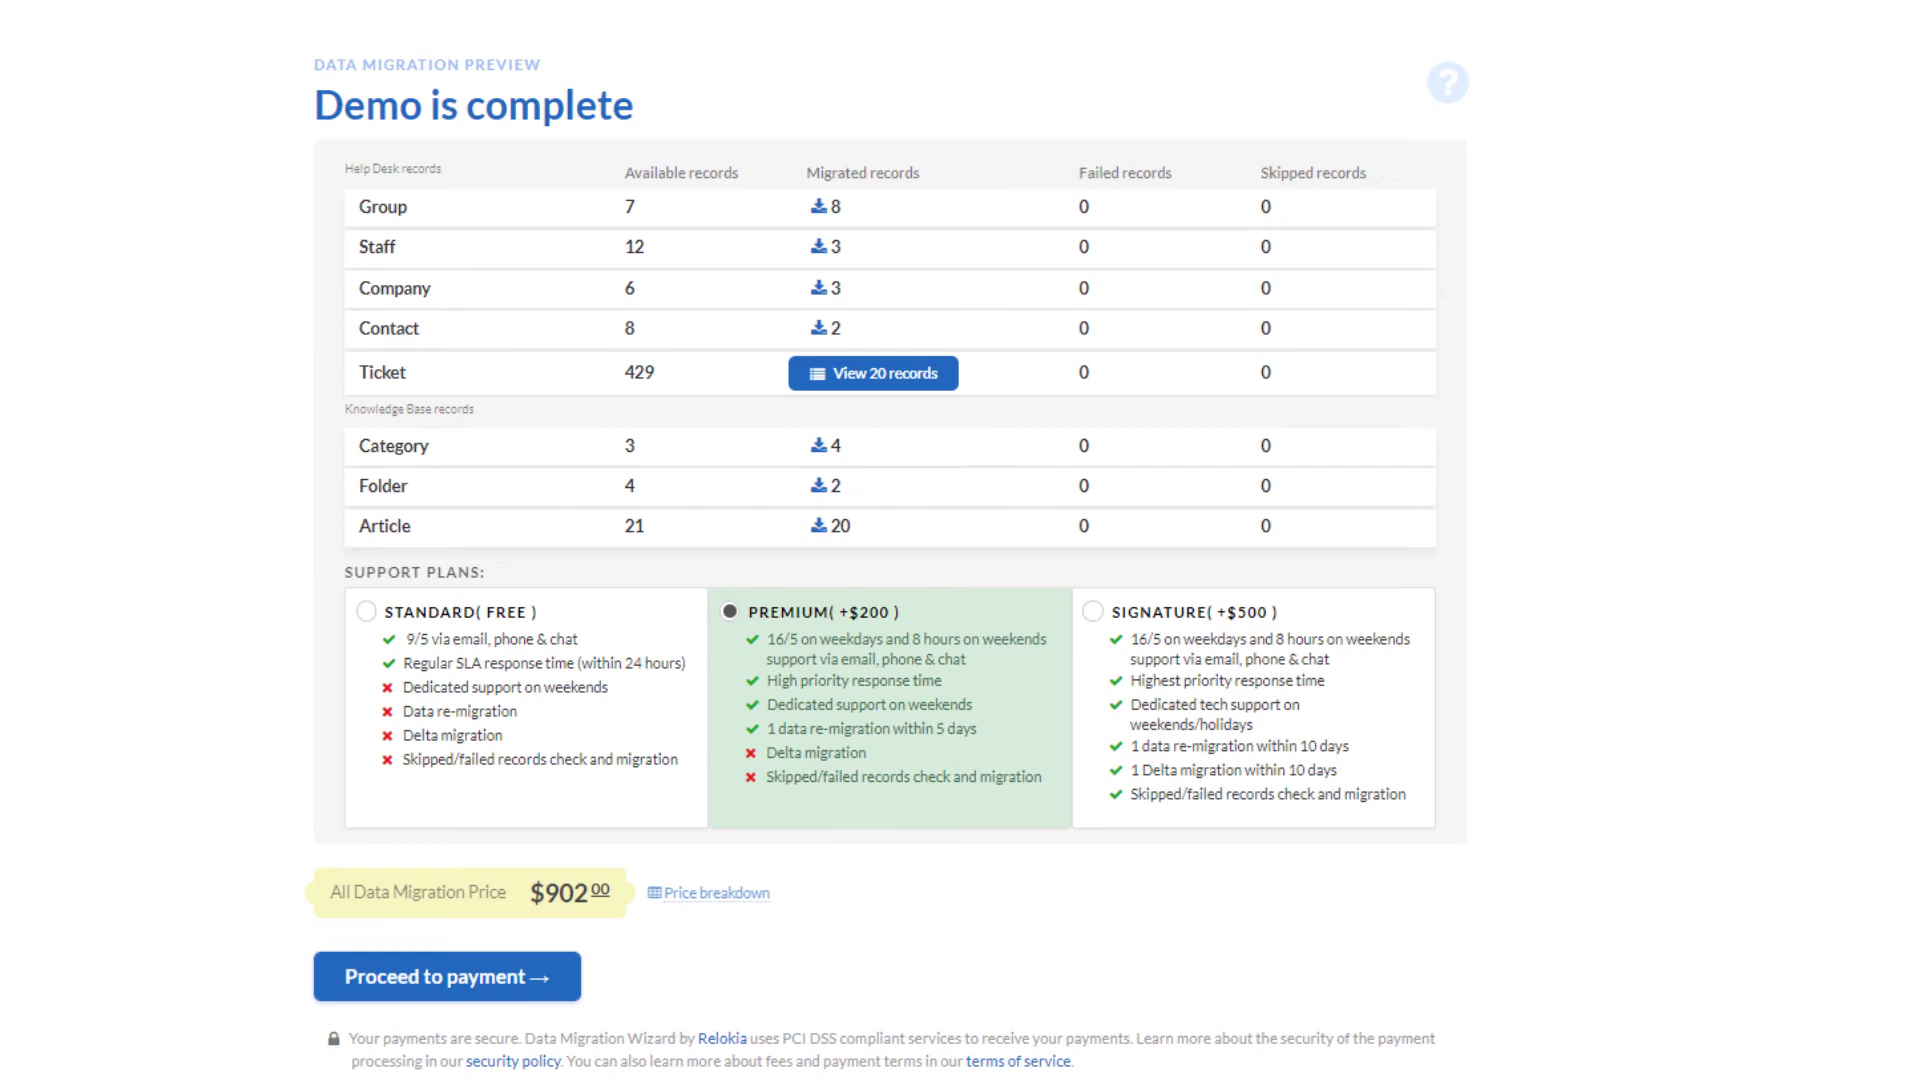 DATA MIGRATION PREVIEW
Demo is complete
?
Help Desk records Available records Migrated records Failed records Skipped records
Group 7 8 0 0
Staff 12 3 0 0
Company 6 3 0 0
Contact 8 2 0 0
Ticket 429 View 20 records 0 0
Knowledge Base records
Category 3 4 0 0
Folder 4 2 0 0
Article 21 20 0 0
SUPPORT PLANS:
STANDARD( FREE )
9/5 via email, phone & chat
Regular SLA response time (within 24 hours)
Dedicated support on weekends
Data re-migration
Delta migration
Skipped/failed records check and migration
PREMIUM( +$200 )
16/5 on weekdays and 8 hours on weekends
support via email, phone & chat
High priority response time
Dedicated support on weekends
1 data re-migration within 5 days
Delta migration
Skipped/failed records check and migration
SIGNATURE( +$500 )
16/5 on weekdays and 8 hours on weekends
support via email, phone & chat
Highest priority response time
Dedicated tech support on
weekends/holidays
1 data re-migration within 10 days
1 Delta migration within 10 days
Skipped/failed records check and migration
All Data Migration Price $902 00 Price breakdown
Proceed to payment →
Your payments are secure. Data Migration Wizard by Relokia uses PCI DSS compliant services to receive your payments. Learn more about the security of the payment
processing in our security policy. You can also learn more about fees and payment terms in our terms of service.